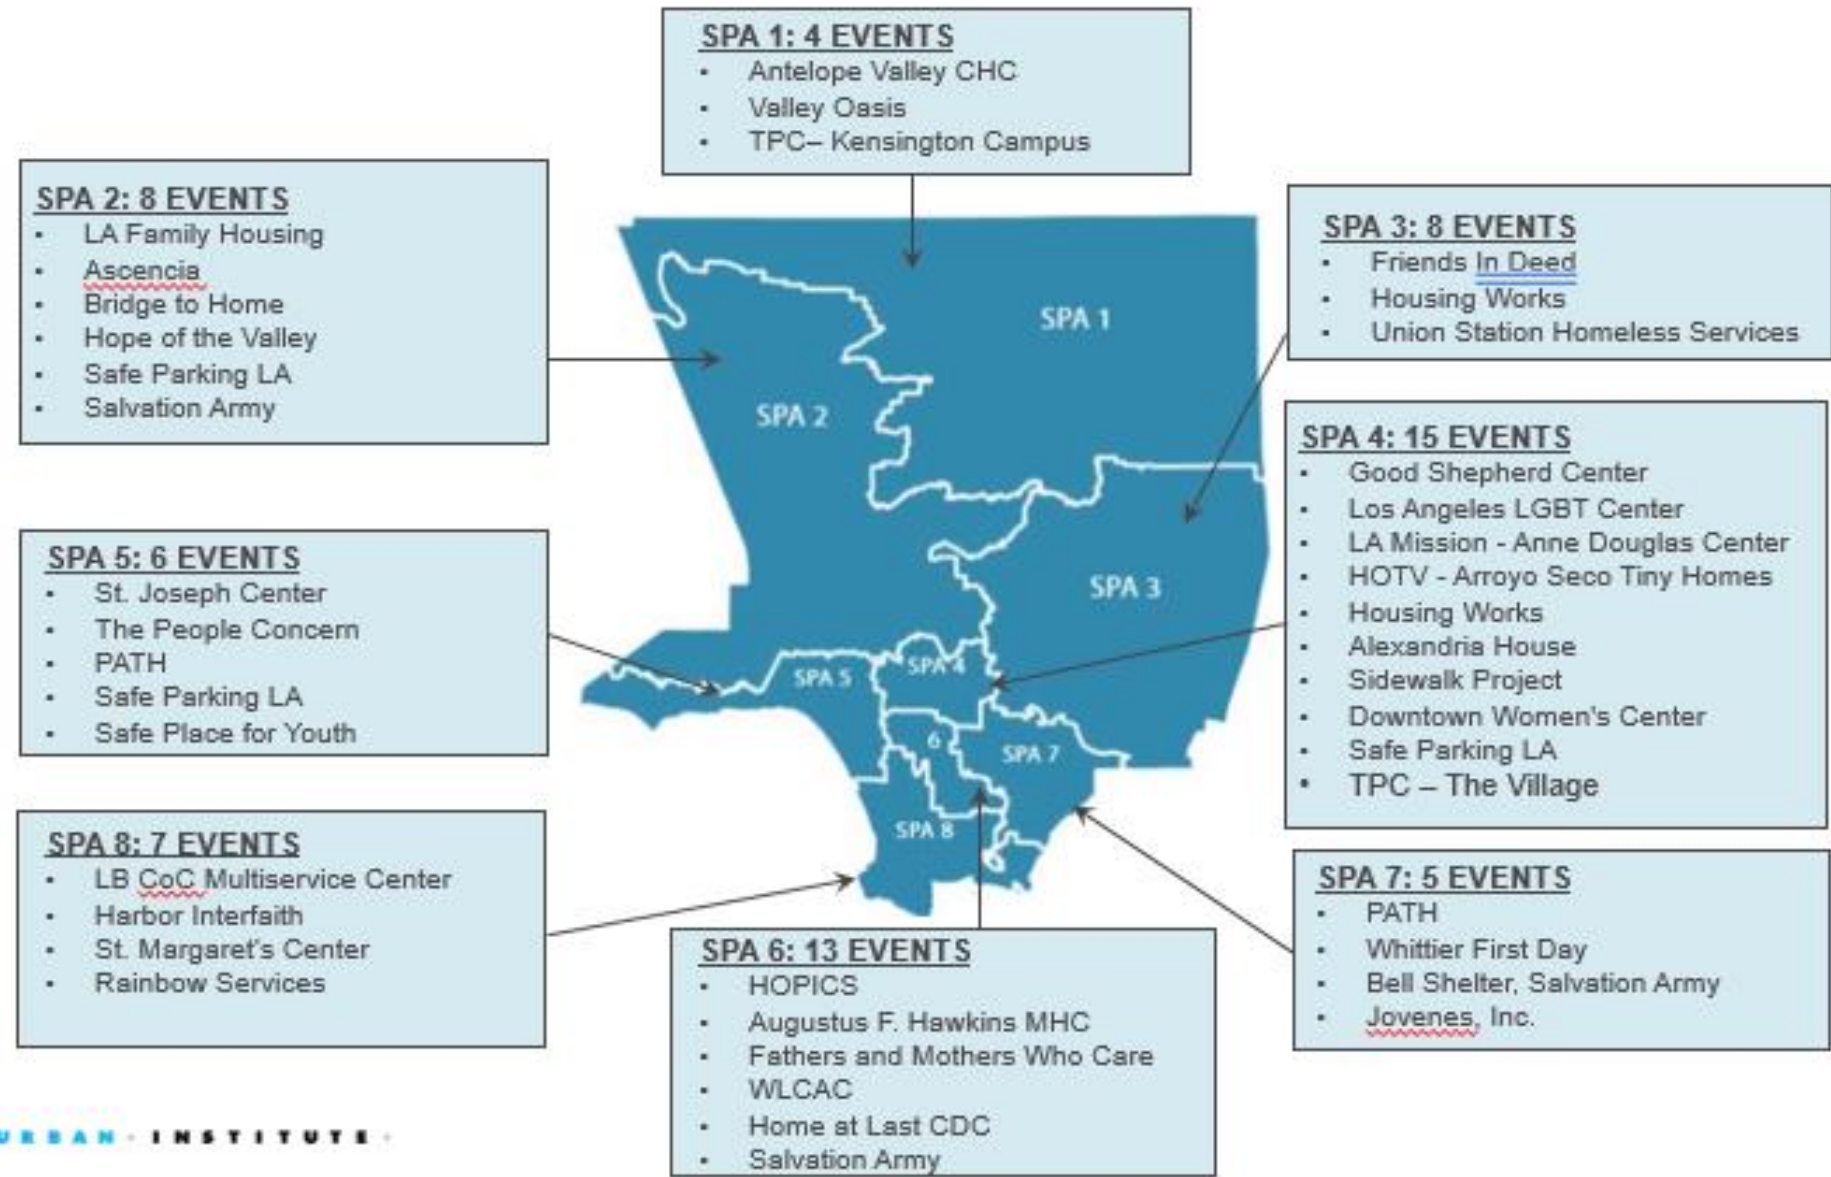 SPA 1: 4 EVENTS
• Antelope Valley CHC
• Valley Oasis
• TPC– Kensington Campus
SPA 2: 8 EVENTS
• LA Family Housing
• Ascencia
• Bridge to Home
• Hope of the Valley
• Safe Parking LA
• Salvation Army
SPA 3: 8 EVENTS
• Friends In Deed
• Housing Works
• Union Station Homeless Services
SPA 4: 15 EVENTS
• Good Shepherd Center
• Los Angeles LGBT Center
• LA Mission - Anne Douglas Center
• HOTV - Arroyo Seco Tiny Homes
• Housing Works
• Alexandria House
• Sidewalk Project
• Downtown Women's Center
• Safe Parking LA
• TPC – The Village
SPA 5: 6 EVENTS
• St. Joseph Center
• The People Concern
• PATH
• Safe Parking LA
• Safe Place for Youth
SPA 8: 7 EVENTS
• LB CoC Multiservice Center
• Harbor Interfaith
• St. Margaret's Center
• Rainbow Services
SPA 6: 13 EVENTS
• HOPICS
• Augustus F. Hawkins MHC
• Fathers and Mothers Who Care
• WLCAC
• Home at Last CDC
• Salvation Army
SPA 7: 5 EVENTS
• PATH
• Whittier First Day
• Bell Shelter, Salvation Army
• Jovenes, Inc.
SPA 1
SPA 2
SPA 3
SPA 4
SPA 5
6
SPA 7
SPA 8
URBAN · INSTITUTE ·